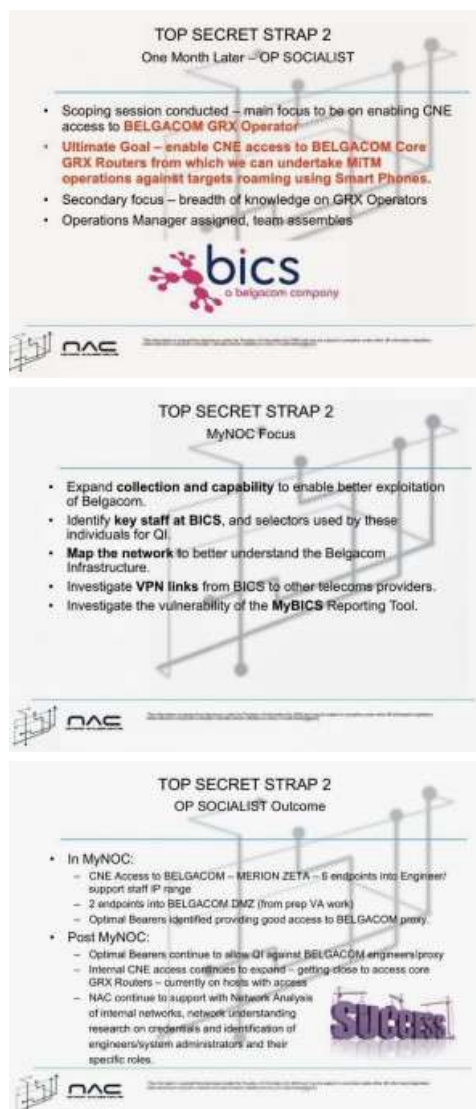 TOP SECRET STRAP 2
One Month Later – OP SOCIALIST
• Scoping session conducted – main focus to be on enabling CNE
access to BELGACOM GRX Operator
• Ultimate Goal – enable CNE access to BELGACOM Core
GRX Routers from which we can undertake MiTM
operations against targets roaming using Smart Phones.
• Secondary focus – breadth of knowledge on GRX Operators
• Operations Manager assigned, team assembles
bics
a belgacom company
NAC
TOP SECRET STRAP 2
MyNOC Focus
• Expand collection and capability to enable better exploitation
of Belgacom.
• Identify key staff at BICS, and selectors used by these
individuals for QI.
• Map the network to better understand the Belgacom
Infrastructure.
• Investigate VPN links from BICS to other telecoms providers.
• Investigate the vulnerability of the MyBICS Reporting Tool.
NAC
TOP SECRET STRAP 2
OP SOCIALIST Outcome
• In MyNOC:
– CNE Access to BELGACOM – MERION ZETA – 6 endpoints into Engineer/
support staff IP range
– 2 endpoints into BELGACOM DMZ (from prep VA work)
– Optimal Bearers identified providing good access to BELGACOM proxy.
• Post MyNOC:
– Optimal Bearers continue to allow QI against BELGACOM engineers/proxy
– Internal CNE access continues to expand – getting close to access core
GRX Routers – currently on hosts with access
– NAC continue to support with Network Analysis
of internal networks, network understanding
research on credentials and identification of
engineers/system administrators and their
specific roles.
SUCCESS
NAC